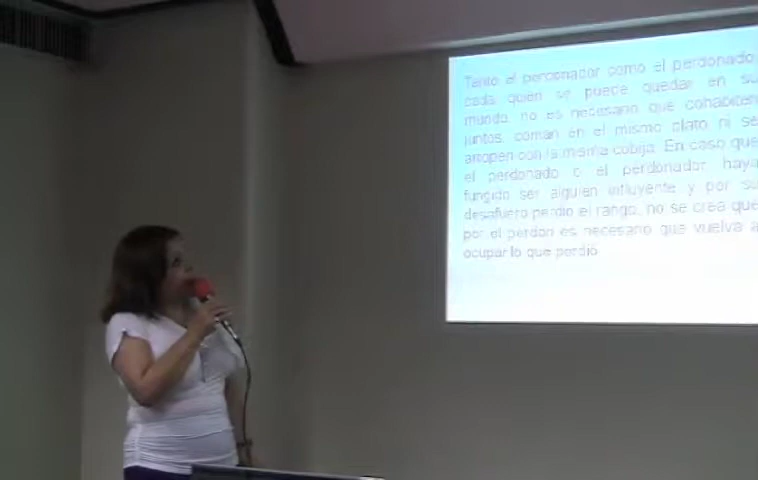 Tanto el perdonador como el perdonado
cada quien se puede quedar en su
mundo, no es necesario que cohabiten
juntos, coman en el mismo plato ni se
arropen con la misma cobija. En caso que
el perdonado o el perdonador haya
fungido ser alguien influyente y por su
desafuero perdio el rango, no se crea que
por el perdon es necesario que vuelva a
ocupar lo que perdió